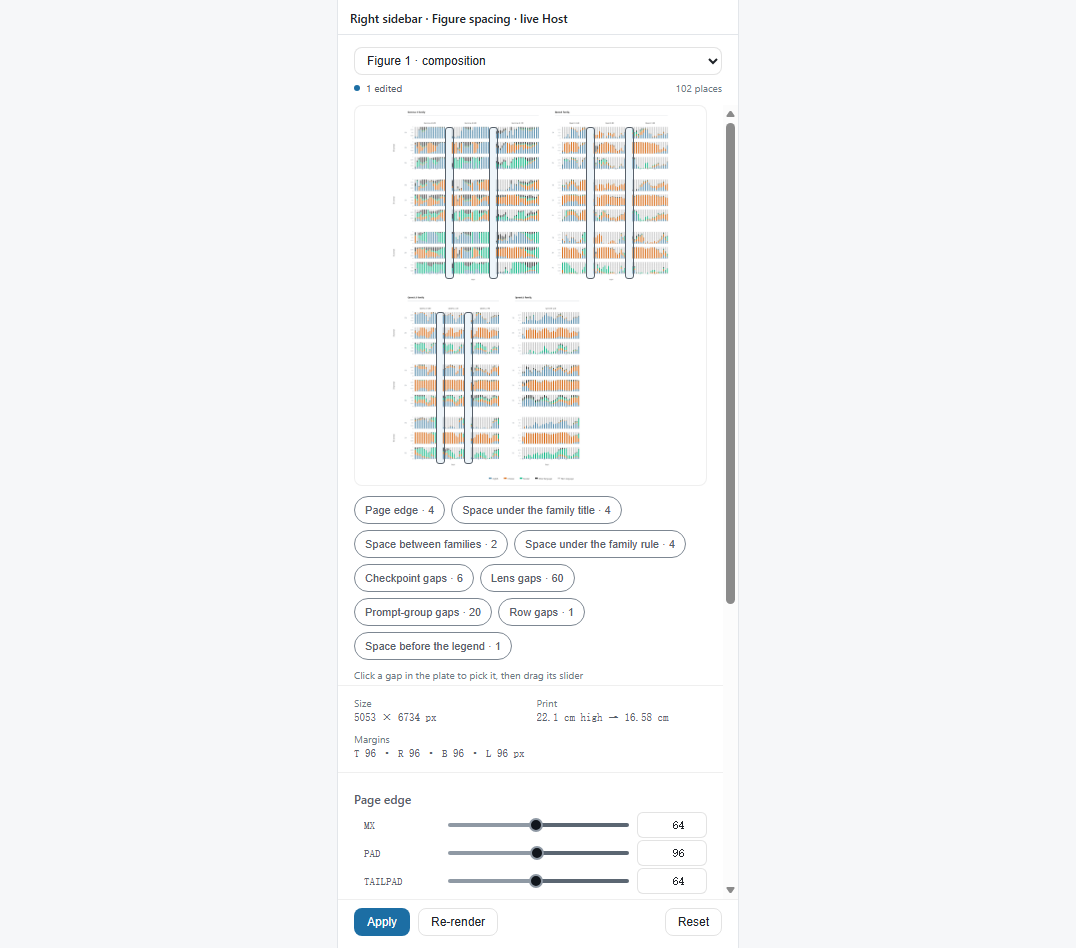 Right sidebar · Figure spacing · live Host
Figure 1 · composition
1 edited
102 places
Page edge · 4
Space under the family title · 4
Space between families · 2
Space under the family rule · 4
Checkpoint gaps · 6
Lens gaps · 60
Prompt-group gaps · 20
Row gaps · 1
Space before the legend · 1
Click a gap in the plate to pick it, then drag its slider
Size
Print
5053 × 6734 px
22.1 cm high → 16.58 cm
Margins
T 96 · R 96 · B 96 · L 96 px
Page edge
MX
64
PAD
96
TAILPAD
64
Apply
Re-render
Reset